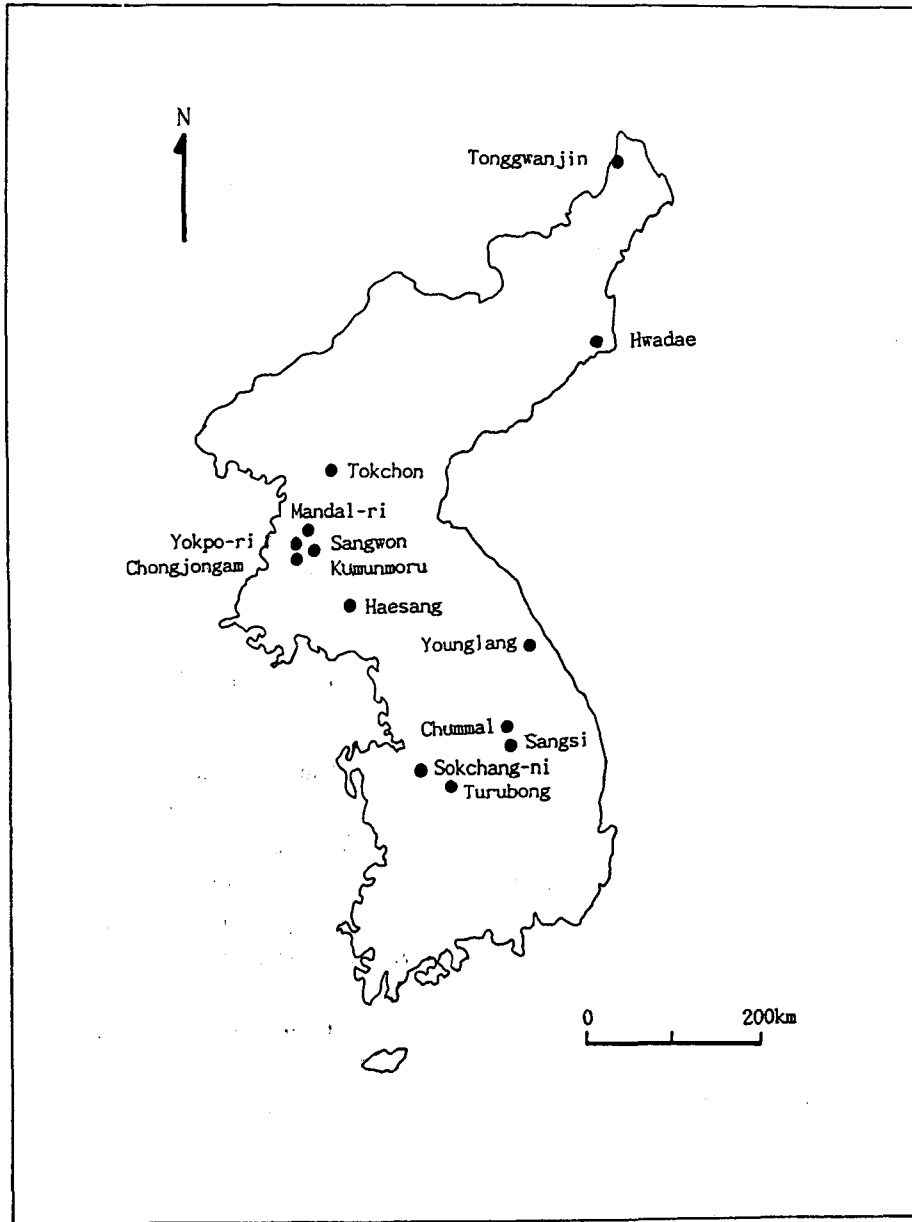 N
Tonggwanjin
Hwadae
Tokchon
Mandal-ri
Yokpo-ri
Sangwon
Chongjongam
Kumunmoru
Haesang
Younglang
Chummal
Sangsi
Sokchang-ni
Turubong
0 200km